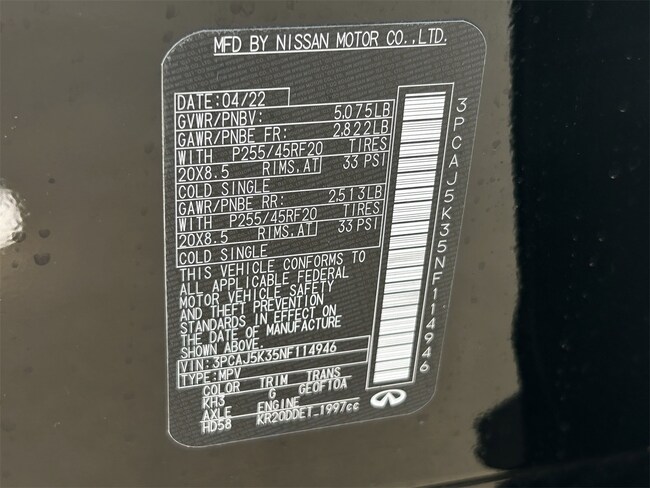 MFD BY NISSAN MOTOR CO.,LTD.
DATE:04/22
GVWR/PNBV: 5,075LB
GAWR/PNBE FR: 2,822LB
WITH P255/45RF20 TIRES
20X8.5 RIMS.AT 33 PSI
COLD SINGLE
GAWR/PNBE RR: 2,513LB
WITH P255/45RF20 TIRES
20X8.5 RIMS.AT 33 PSI
COLD SINGLE
THIS VEHICLE CONFORMS TO
ALL APPLICABLE FEDERAL
MOTOR VEHICLE SAFETY
AND THEFT PREVENTION
STANDARDS IN EFFECT ON
THE DATE OF MANUFACTURE
SHOWN ABOVE.
VIN:3PCAJ5K35NF114946
TYPE:MPV
COLOR TRIM TRANS
KH3 G GE0F10A
AXLE ENGINE
HD58 KR20DDET 1997cc
3PCAJ5K35NF114946